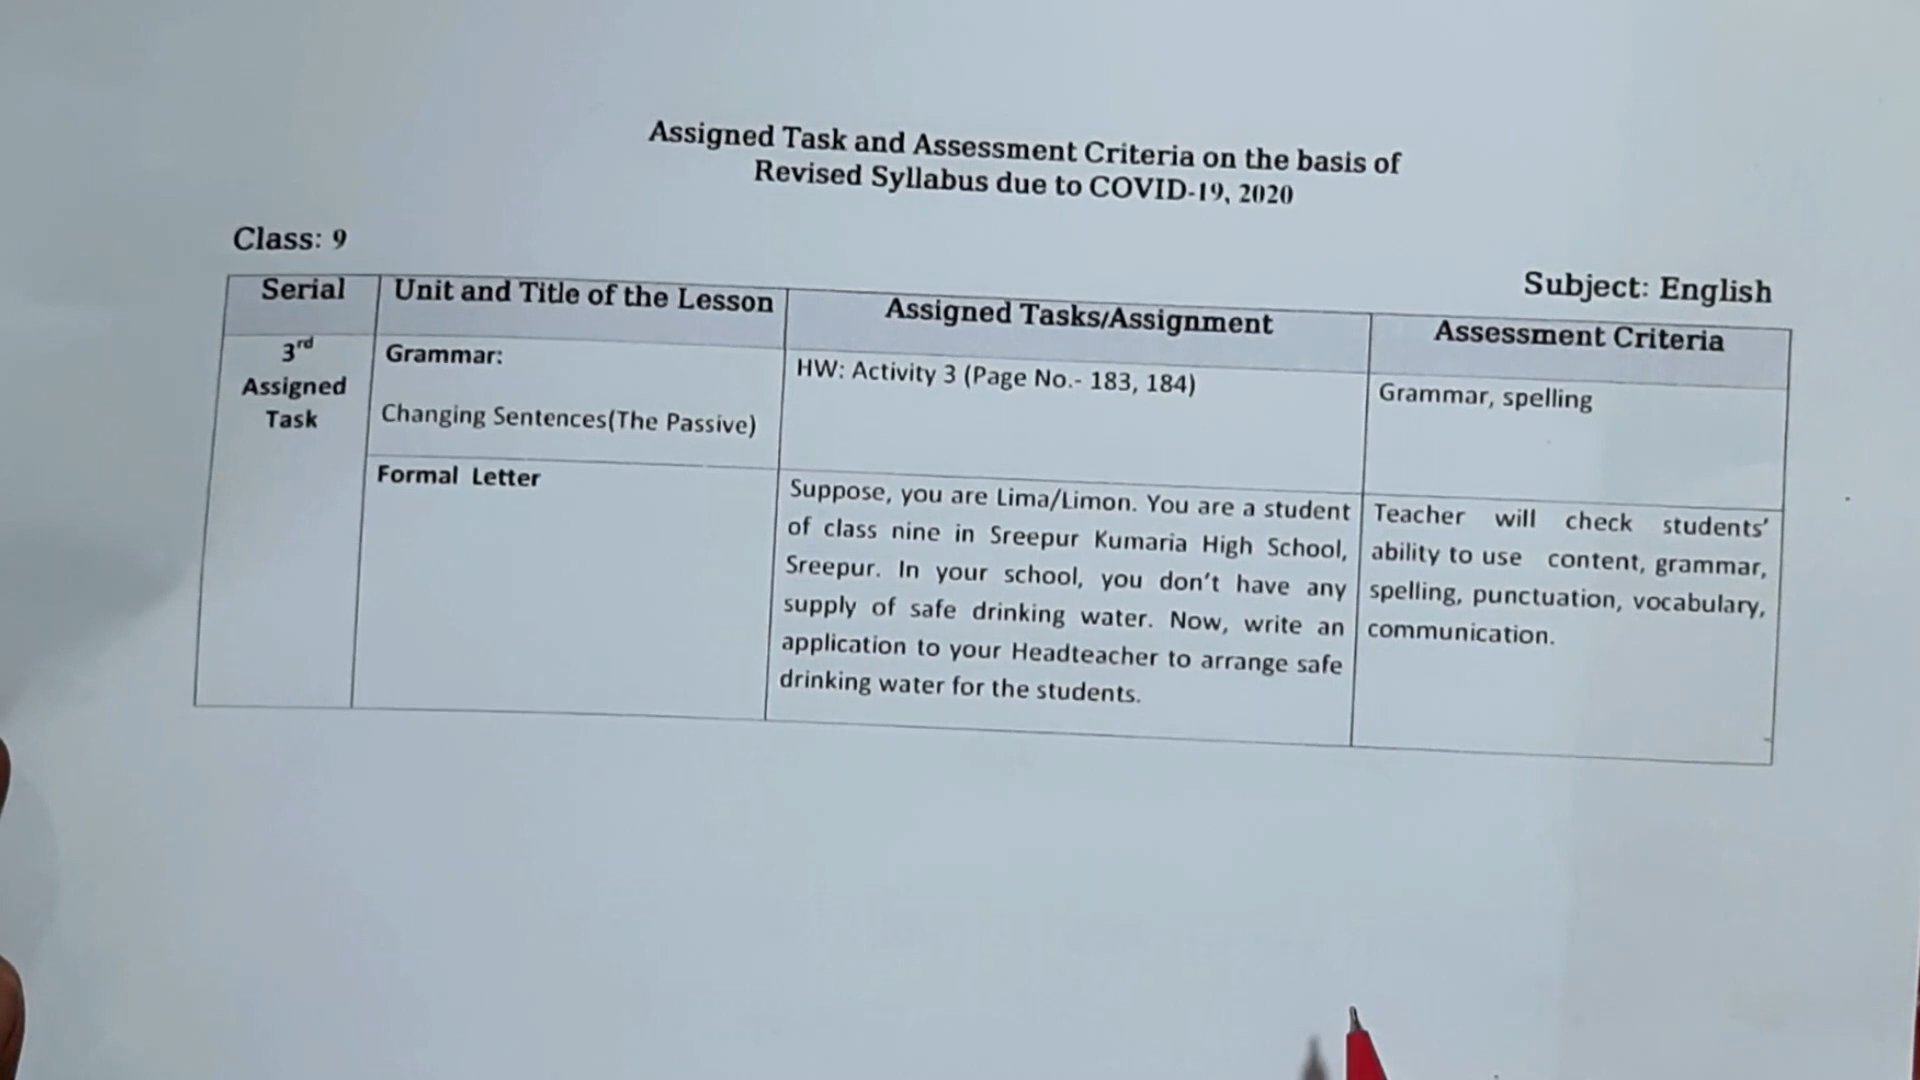 Assigned Task and Assessment Criteria on the basis of
Revised Syllabus due to COVID-19, 2020
Class: 9
Subject: English
Serial
Unit and Title of the Lesson
Assigned Tasks/Assignment
Assessment Criteria
3rd
Assigned
Task
Grammar:
Changing Sentences(The Passive)
HW: Activity 3 (Page No.- 183, 184)
Grammar, spelling
Formal Letter
Suppose, you are Lima/Limon. You are a student
of class nine in Sreepur Kumaria High School,
Sreepur. In your school, you don't have any
supply of safe drinking water. Now, write an
application to your Headteacher to arrange safe
drinking water for the students.
Teacher will check students'
ability to use content, grammar,
spelling, punctuation, vocabulary,
communication.